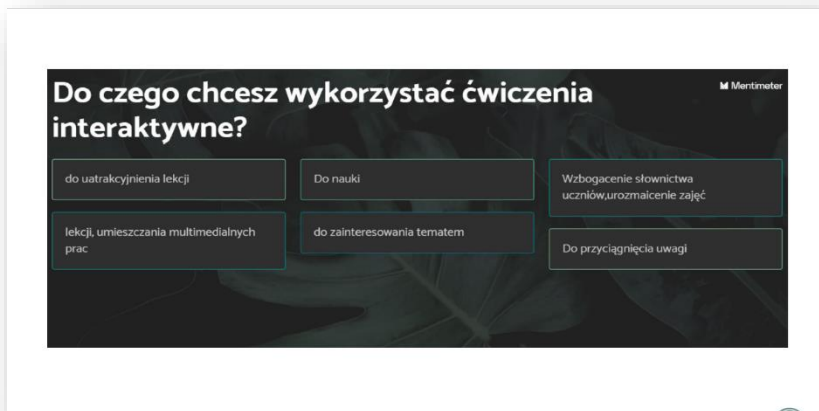 Do czego chcesz wykorzystać ćwiczenia
interaktywne?
Mentimeter
do uatrakcyjnienia lekcji
Do nauki
Wzbogacenie słownictwa
uczniów,urozmaicenie zajęć
lekcji, umieszczania multimedialnych
prac
do zainteresowania tematem
Do przyciągnięcia uwagi